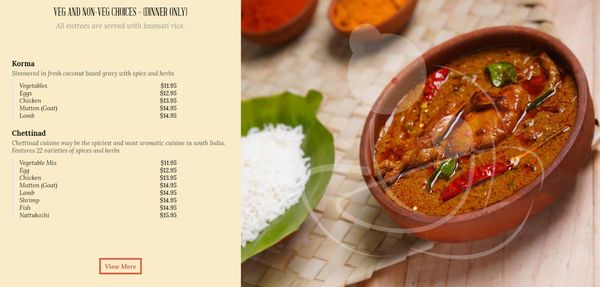 VEG AND NON-VEG CHOICES - (DINNER ONLY)
All entrees are served with basmati rice.
Korma
Simmered in fresh coconut based gravy with spice and herbs
Vegetables $11.95
Eggs $12.95
Chicken $13.95
Mutton (Goat) $14.95
Lamb $14.95
Chettinad
Chettinad cuisine may be the spiciest and most aromatic cuisine in south India.
Features 22 varieties of spices and herbs
Vegetable Mix $11.95
Egg $12.95
Chicken $13.95
Mutton (Goat) $14.95
Lamb $14.95
Shrimp $14.95
Fish $14.95
Nattukozhi $15.95
View More